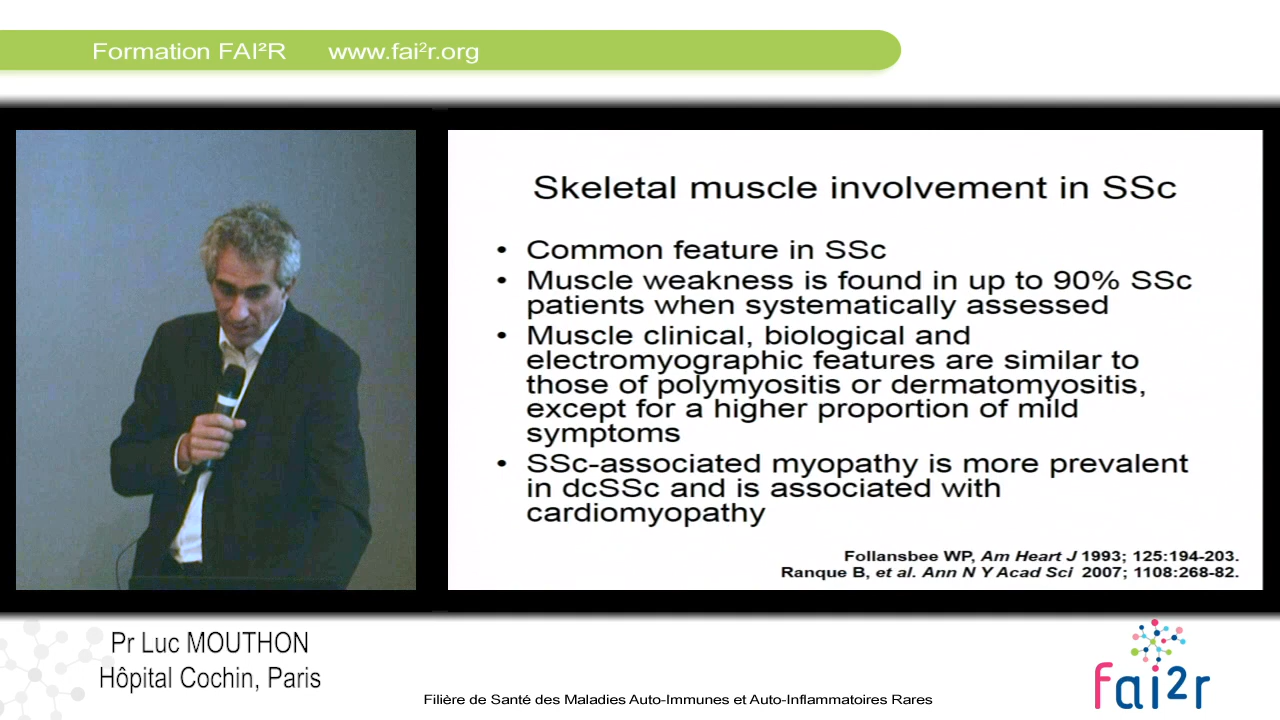 Formation FAI²R www.fai²r.org
Skeletal muscle involvement in SSc
• Common feature in SSc
• Muscle weakness is found in up to 90% SSc
patients when systematically assessed
• Muscle clinical, biological and
electromyographic features are similar to
those of polymyositis or dermatomyositis,
except for a higher proportion of mild
symptoms
• SSc-associated myopathy is more prevalent
in dcSSc and is associated with
cardiomyopathy
Follansbee WP, Am Heart J 1993; 125:194-203.
Ranque B, et al. Ann N Y Acad Sci 2007; 1108:268-82.
Pr Luc MOUTHON
Hôpital Cochin, Paris
Filière de Santé des Maladies Auto-Immunes et Auto-Inflammatoires Rares
fai2r